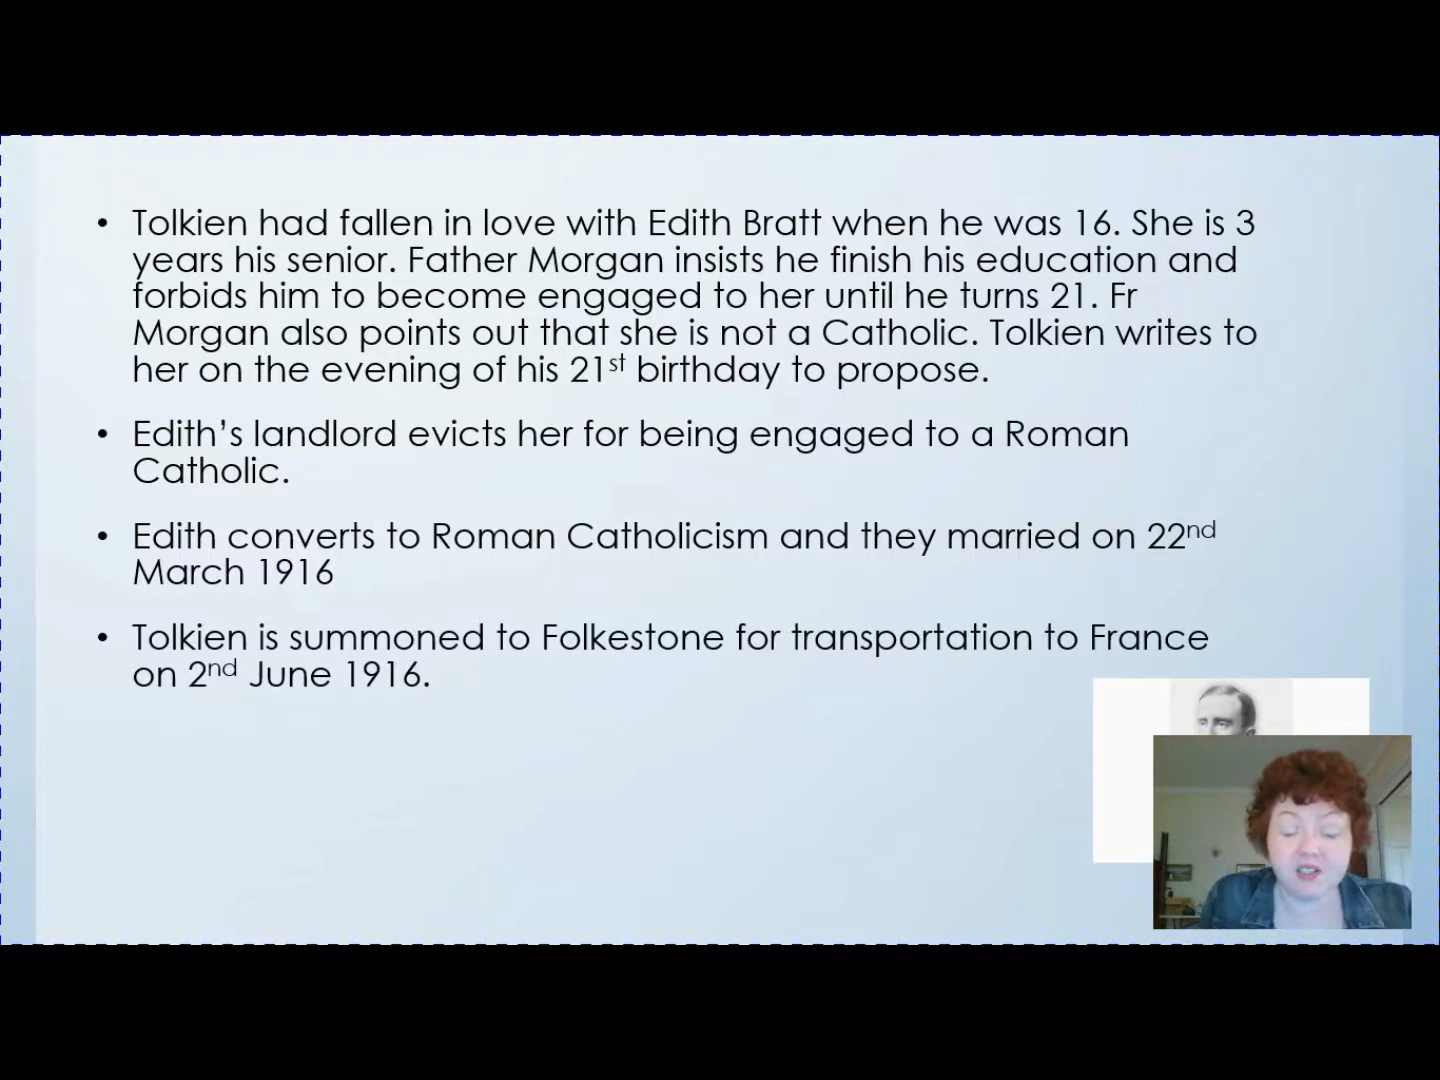 • Tolkien had fallen in love with Edith Bratt when he was 16. She is 3
years his senior. Father Morgan insists he finish his education and
forbids him to become engaged to her until he turns 21. Fr
Morgan also points out that she is not a Catholic. Tolkien writes to
her on the evening of his 21st birthday to propose.
• Edith’s landlord evicts her for being engaged to a Roman
Catholic.
• Edith converts to Roman Catholicism and they married on 22nd
March 1916
• Tolkien is summoned to Folkestone for transportation to France
on 2nd June 1916.